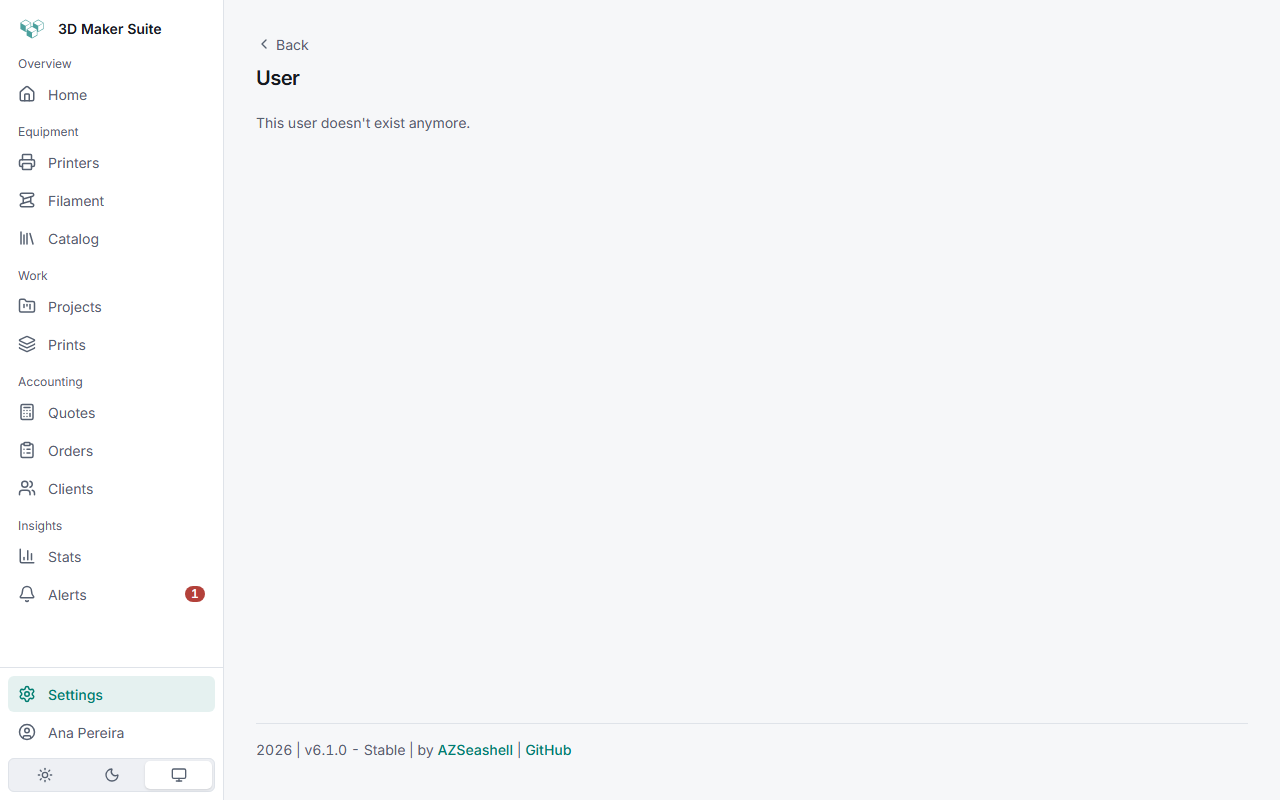 3D Maker Suite
Overview
Home
Equipment
Printers
Filament
Catalog
Work
Projects
Prints
Accounting
Quotes
Orders
Clients
Insights
Stats
Alerts 1
Settings
Ana Pereira
Back
User
This user doesn't exist anymore.
2026 | v6.1.0 - Stable | by AZSeashell | GitHub